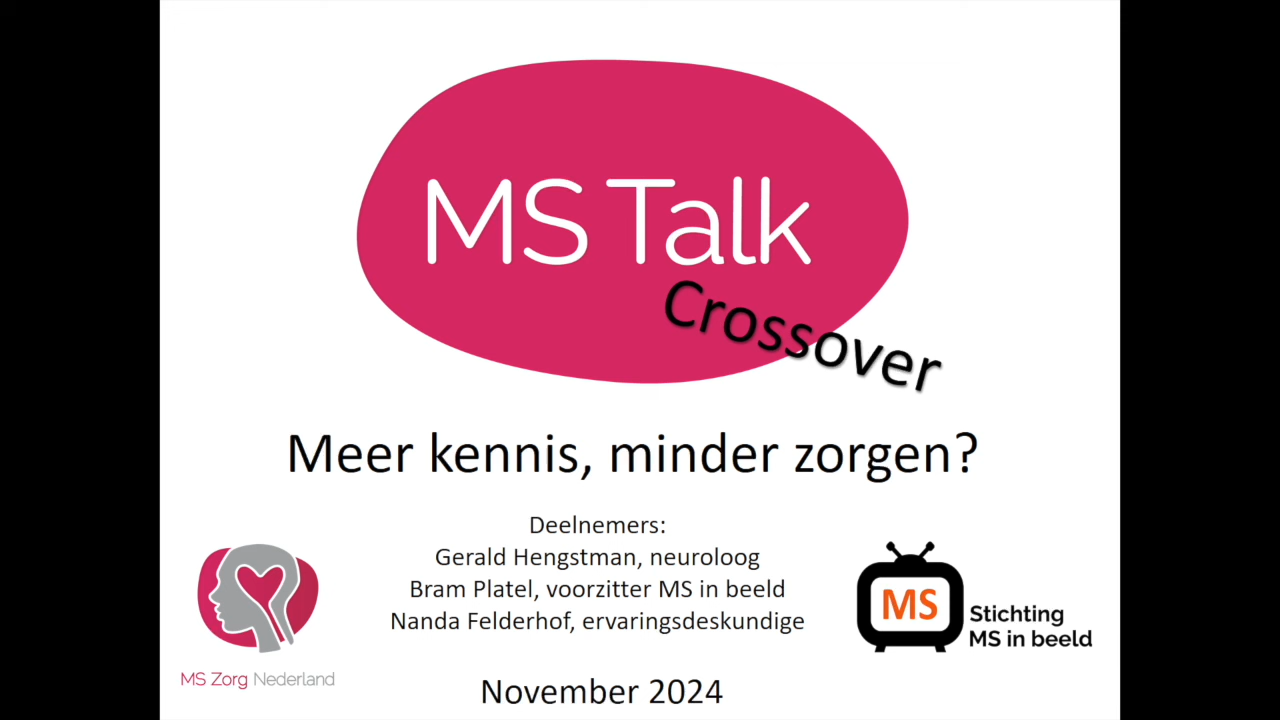 MS Talk
Crossover
Meer kennis, minder zorgen?
Deelnemers:
Gerald Hengstman, neuroloog
Bram Platel, voorzitter MS in beeld
Nanda Felderhof, ervaringsdeskundige
MS Zorg Nederland
MS
Stichting
MS in beeld
November 2024